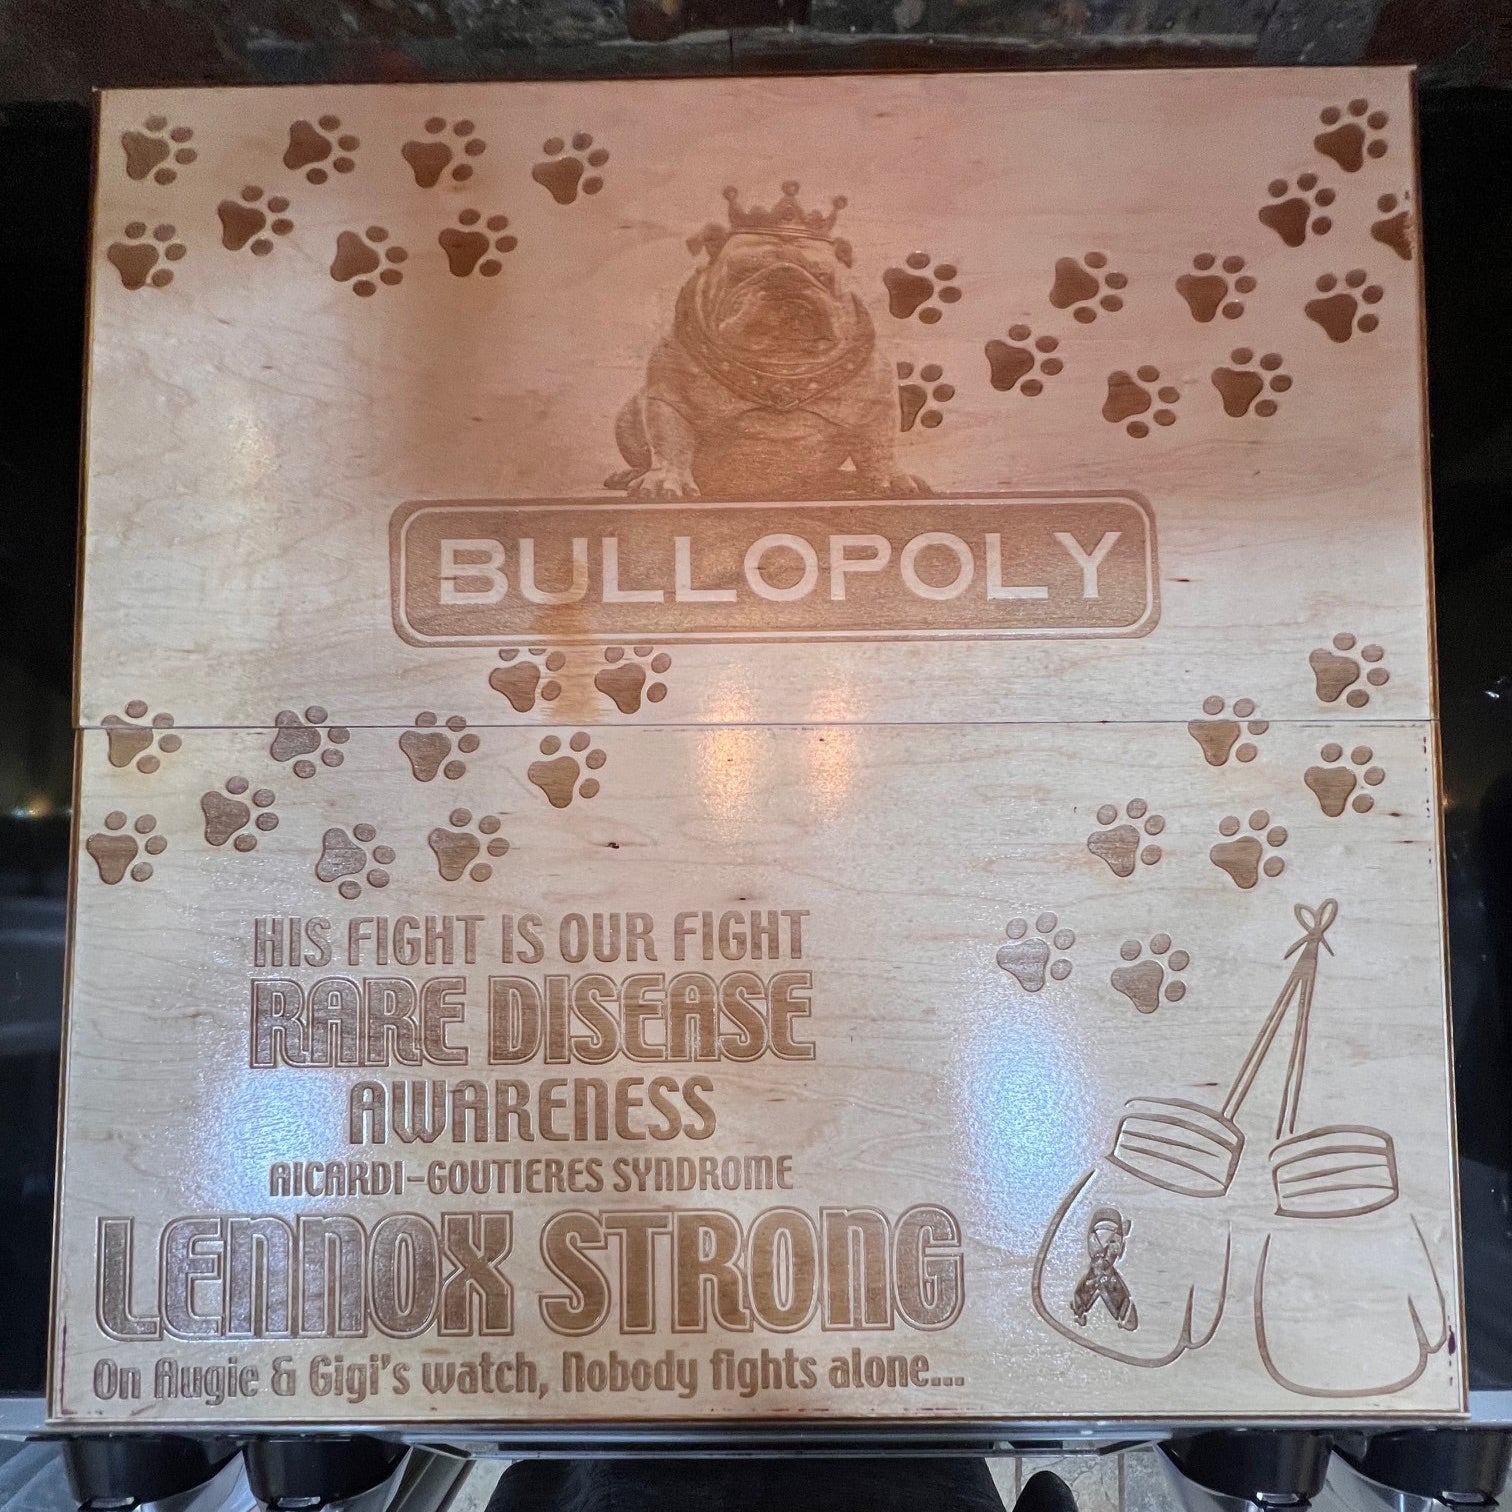 BULLOPOLY
HIS FIGHT IS OUR FIGHT
RARE DISEASE
AWARENESS
AICARDI-GOUTIERES SYNDROME
LENNOX STRONG
On Augie & Gigi's watch, Nobody fights alone...